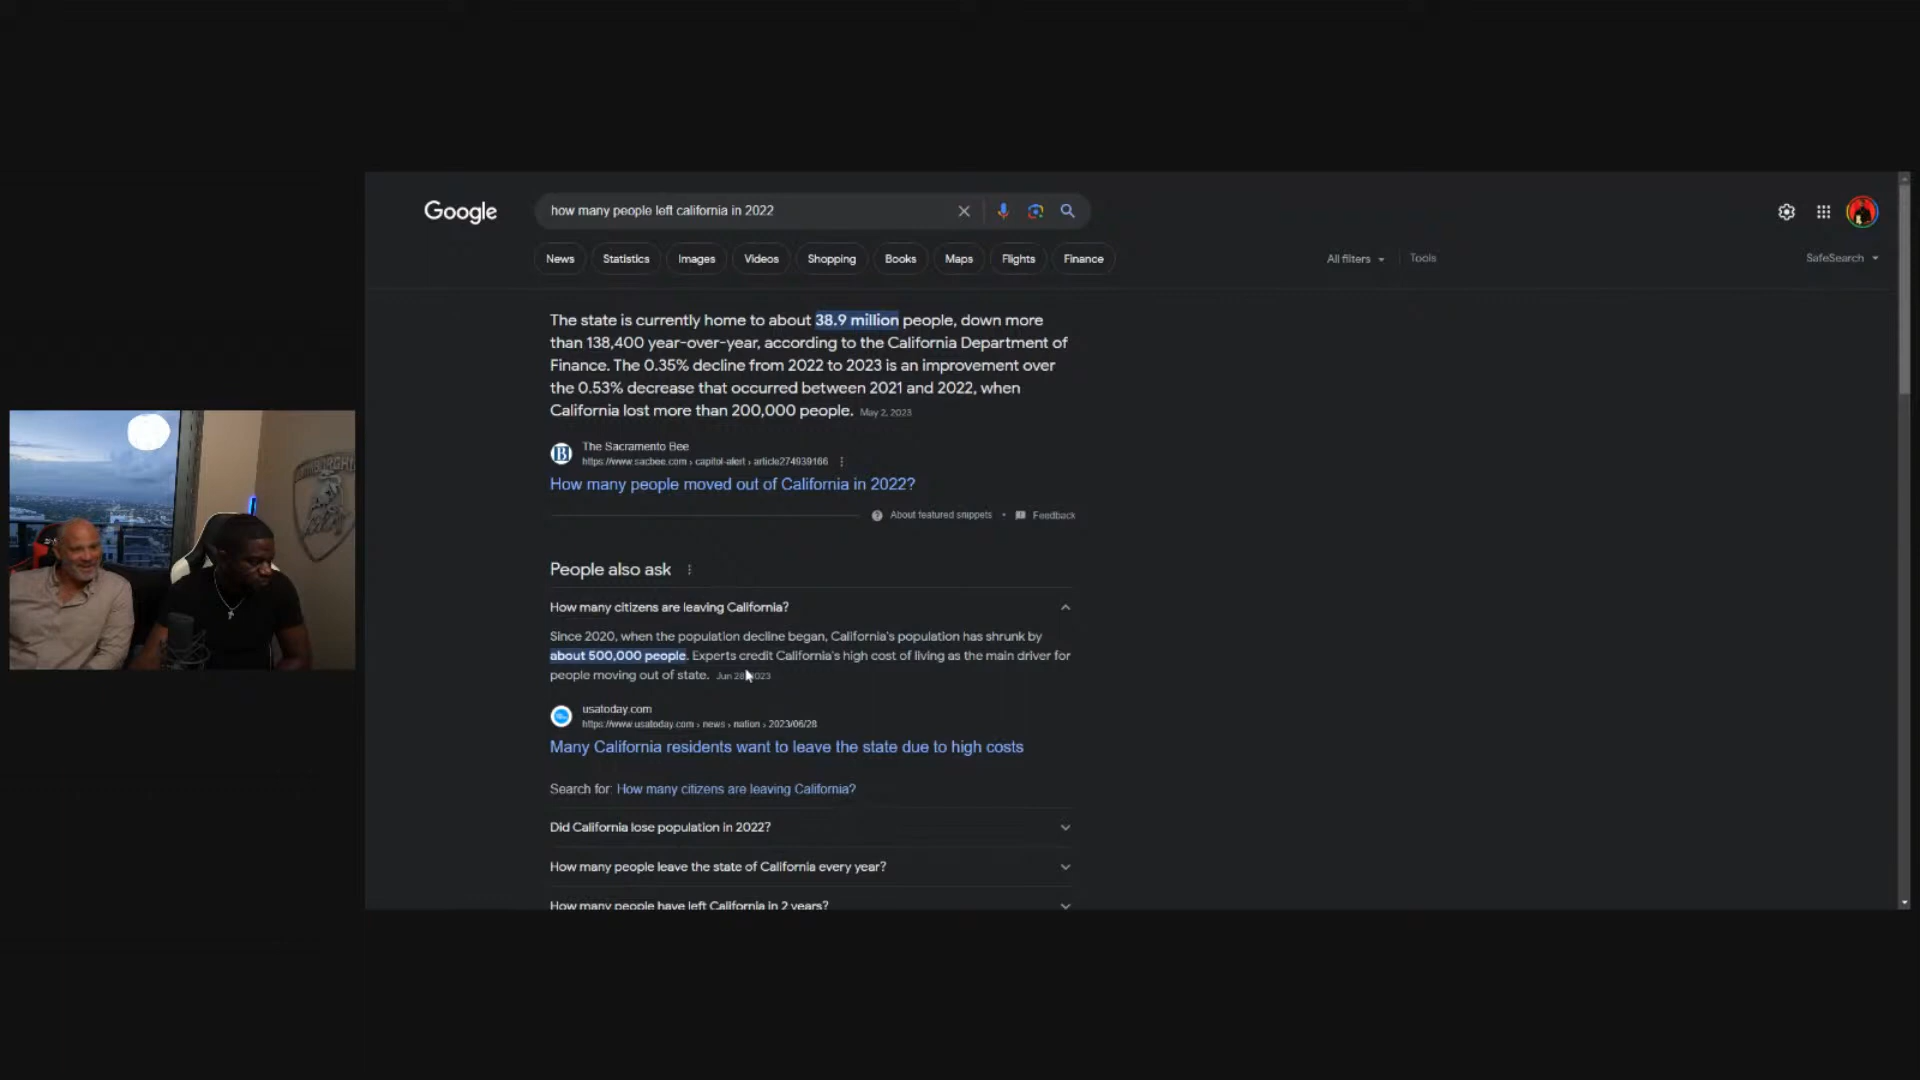 Google
how many people left california in 2022
News
Statistics
Images
Videos
Shopping
Books
Maps
Flights
Finance
All filters
Tools
SafeSearch
The state is currently home to about 38.9 million people, down more
than 138,400 year-over-year, according to the California Department of
Finance. The 0.35% decline from 2022 to 2023 is an improvement over
the 0.53% decrease that occurred between 2021 and 2022, when
California lost more than 200,000 people. May 2, 2023
The Sacramento Bee
https://www.sacbee.com › capitol-alert › article274939166
How many people moved out of California in 2022?
About featured snippets • Feedback
People also ask
How many citizens are leaving California?
Since 2020, when the population decline began, California's population has shrunk by
about 500,000 people. Experts credit California's high cost of living as the main driver for
people moving out of state. Jun 28, 2023
usatoday.com
https://www.usatoday.com › news › nation › 2023/06/28
Many California residents want to leave the state due to high costs
Search for: How many citizens are leaving California?
Did California lose population in 2022?
How many people leave the state of California every year?
How many people have left California in 2 years?